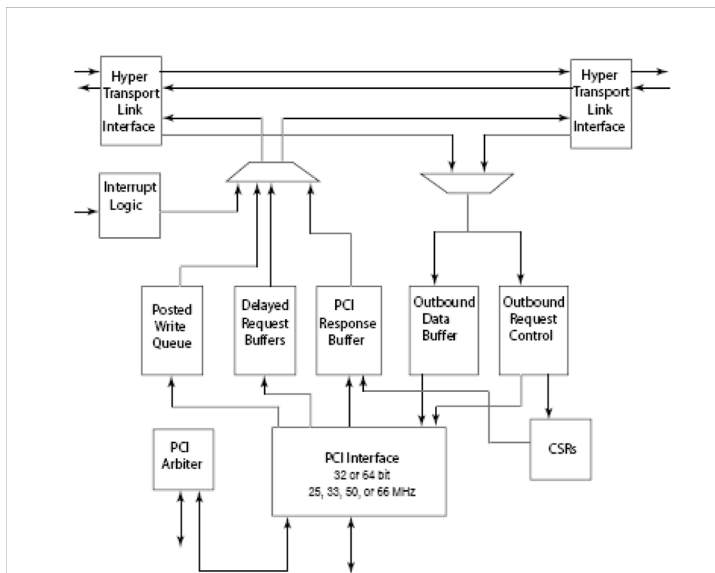 Hyper
Transport
Link
Interface
Hyper
Transport
Link
Interface
Interrupt
Logic
Posted
Write
Queue
Delayed
Request
Buffers
PCI
Response
Buffer
Outbound
Data
Buffer
Outbound
Request
Control
PCI
Arbiter
PCI Interface
32 or 64 bit
25, 33, 50, or 66 MHz
CSRs